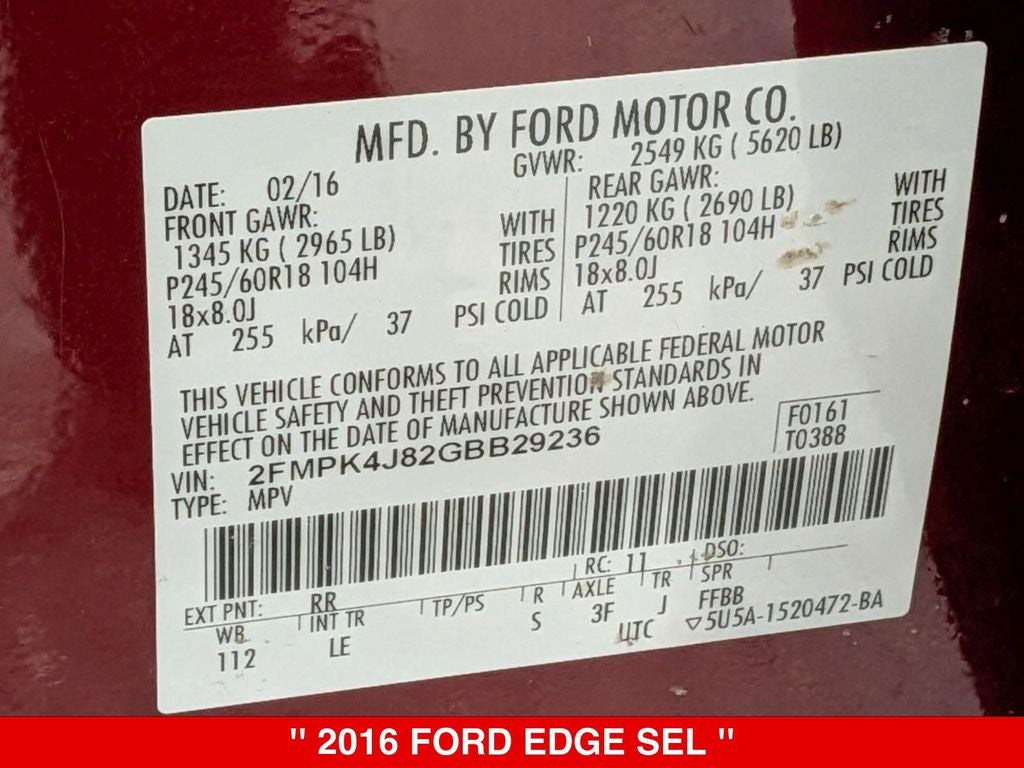 MFD. BY FORD MOTOR CO.
DATE: 02/16 GVWR: 2549 KG ( 5620 LB)
FRONT GAWR: REAR GAWR:
1345 KG ( 2965 LB) WITH 1220 KG ( 2690 LB) WITH
P245/60R18 104H TIRES P245/60R18 104H TIRES
18x8.0J RIMS 18x8.0J RIMS
AT 255 kPa/ 37 PSI COLD AT 255 kPa/ 37 PSI COLD
THIS VEHICLE CONFORMS TO ALL APPLICABLE FEDERAL MOTOR
VEHICLE SAFETY AND THEFT PREVENTION STANDARDS IN
EFFECT ON THE DATE OF MANUFACTURE SHOWN ABOVE.
VIN: 2FMPK4J82GBB29236 F0161
TYPE: MPV T0388
EXT PNT: RR RC: 11 DSO:
WB INT TR TP/PS R AXLE TR SPR
112 LE S 3F J FFBB
UTC ▽5U5A-1520472-BA
" 2016 FORD EDGE SEL "